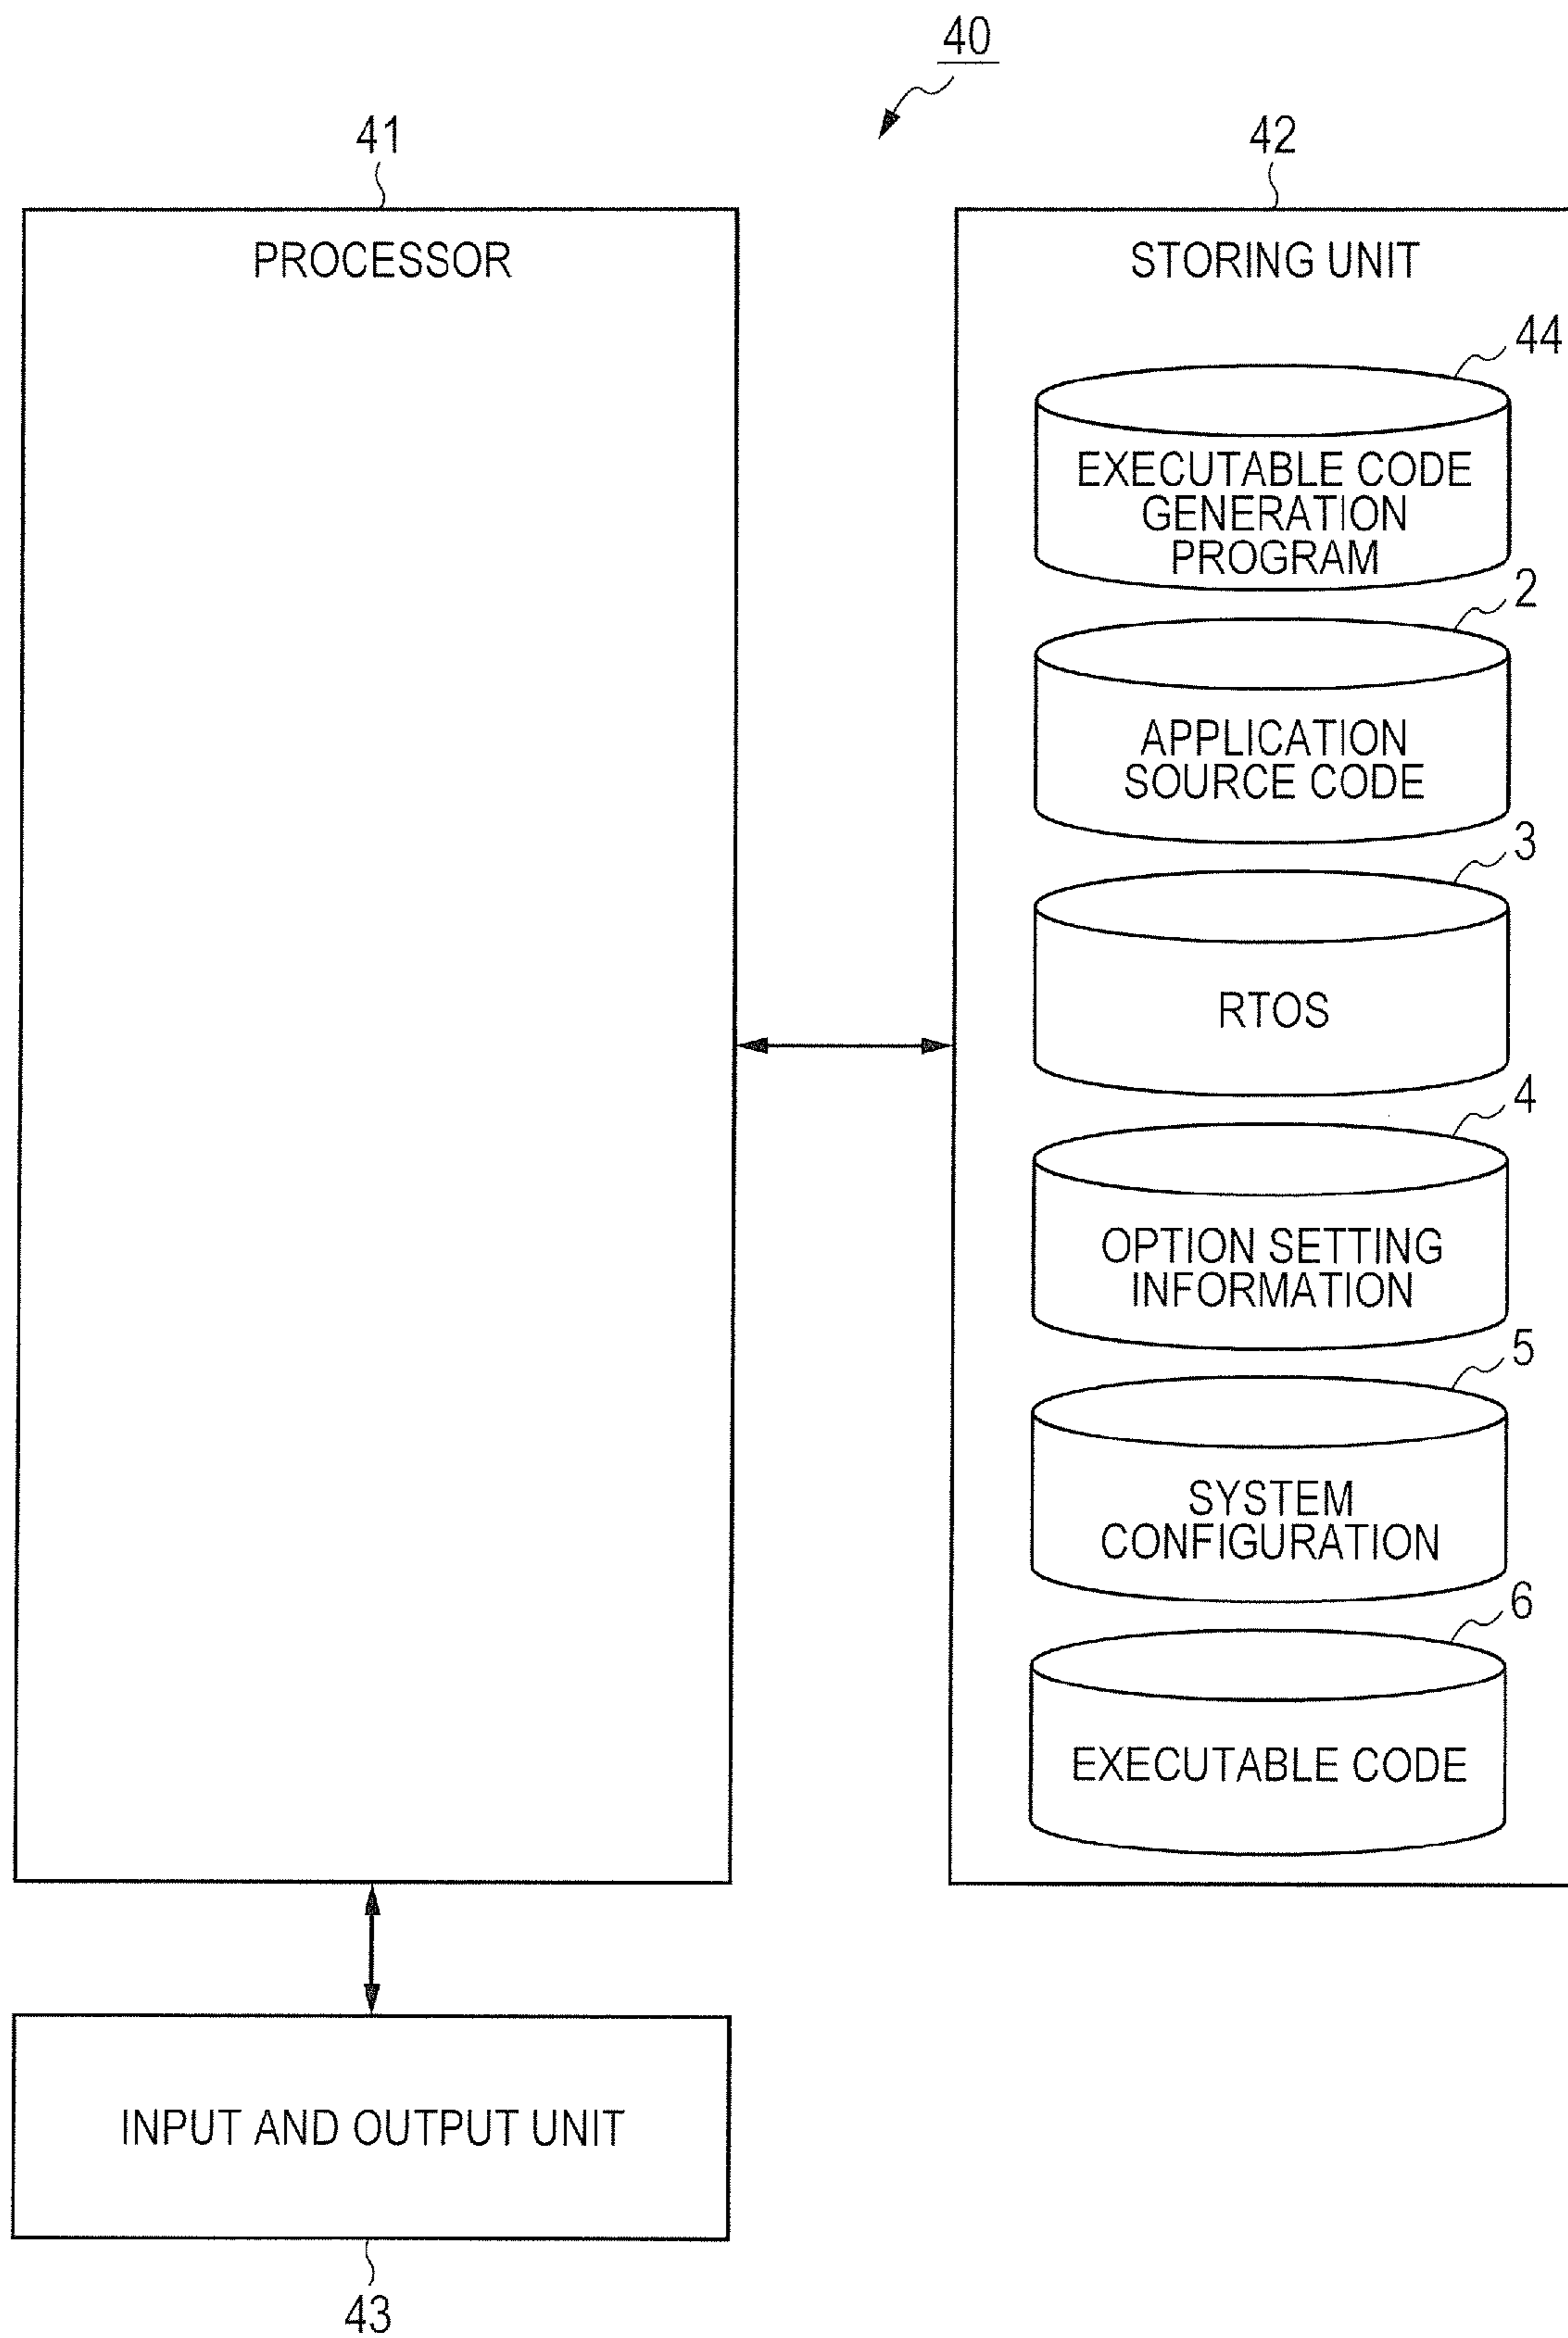 40
41
42
PROCESSOR
STORING UNIT
44
EXECUTABLE CODE
GENERATION
PROGRAM
2
APPLICATION
SOURCE CODE
3
RTOS
4
OPTION SETTING
INFORMATION
5
SYSTEM
CONFIGURATION
6
EXECUTABLE CODE
INPUT AND OUTPUT UNIT
43